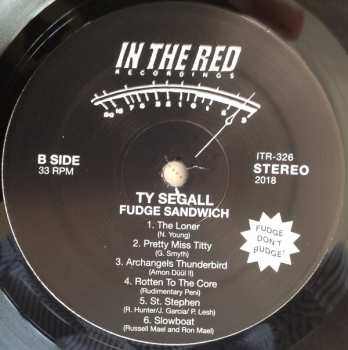 IN THE RED
RECORDINGS
B SIDE
33 RPM
ITR-326
STEREO
2018
TY SEGALL
FUDGE SANDWICH
1. The Loner
(N. Young)
2. Pretty Miss Titty
(G. Smyth)
3. Archangels Thunderbird
(Amon Düül II)
4. Rotten To The Core
(Rudimentary Peni)
5. St. Stephen
(R. Hunter/J. Garcia/ P. Lesh)
6. Slowboat
(Russell Mael and Ron Mael)
FUDGE
DON'T
BUDGE!